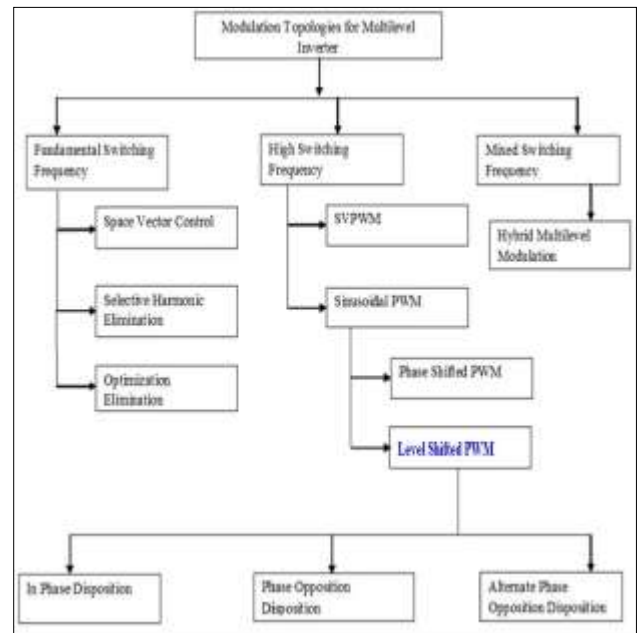 Modulation Topologies for Multilevel
Inverter
Fundamental Switching
Frequency
High Switching
Frequency
Mixed Switching
Frequency
Space Vector Control
SVPWM
Hybrid Multilevel
Modulation
Selective Harmonic
Elimination
Sinusoidal PWM
Optimization
Elimination
Phase Shifted PWM
Level Shifted PWM
In Phase Disposition
Phase Opposition
Disposition
Alternate Phase
Opposition Disposition